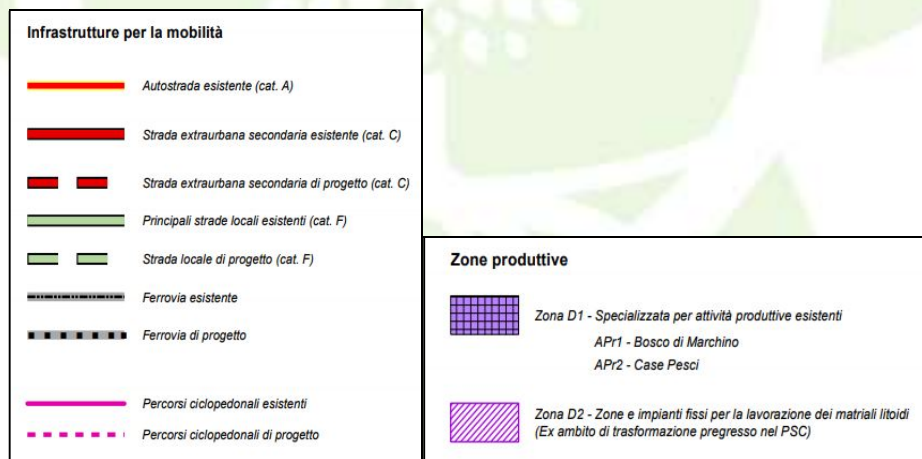 Infrastrutture per la mobilità
Autostrada esistente (cat. A)
Strada extraurbana secondaria esistente (cat. C)
Strada extraurbana secondaria di progetto (cat. C)
Principali strade locali esistenti (cat. F)
Strada locale di progetto (cat. F)
Ferrovia esistente
Ferrovia di progetto
Percorsi ciclopedonali esistenti
Percorsi ciclopedonali di progetto
Zone produttive
Zona D1 - Specializzata per attività produttive esistenti
APr1 - Bosco di Marchino
APr2 - Case Pesci
Zona D2 - Zone e impianti fissi per la lavorazione dei matriali litoidi
(Ex ambito di trasformazione pregresso nel PSC)